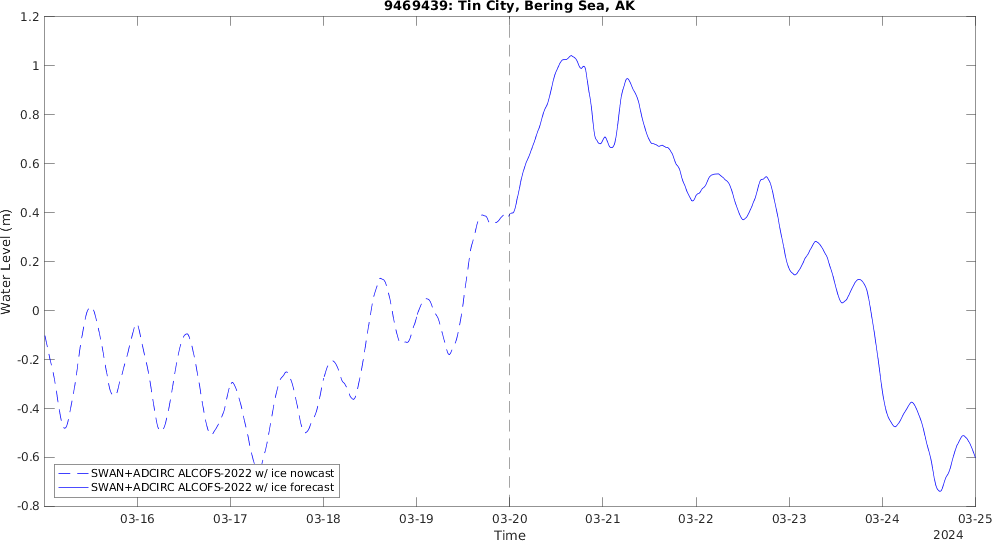 9469439: Tin City, Bering Sea, AK
1.2
1
0.8
0.6
0.4
0.2
0
-0.2
-0.4
-0.6
-0.8
Water Level (m)
SWAN+ADCIRC ALCOFS-2022 w/ ice nowcast
SWAN+ADCIRC ALCOFS-2022 w/ ice forecast
03-16 03-17 03-18 03-19 03-20 03-21 03-22 03-23 03-24 03-25
Time
2024